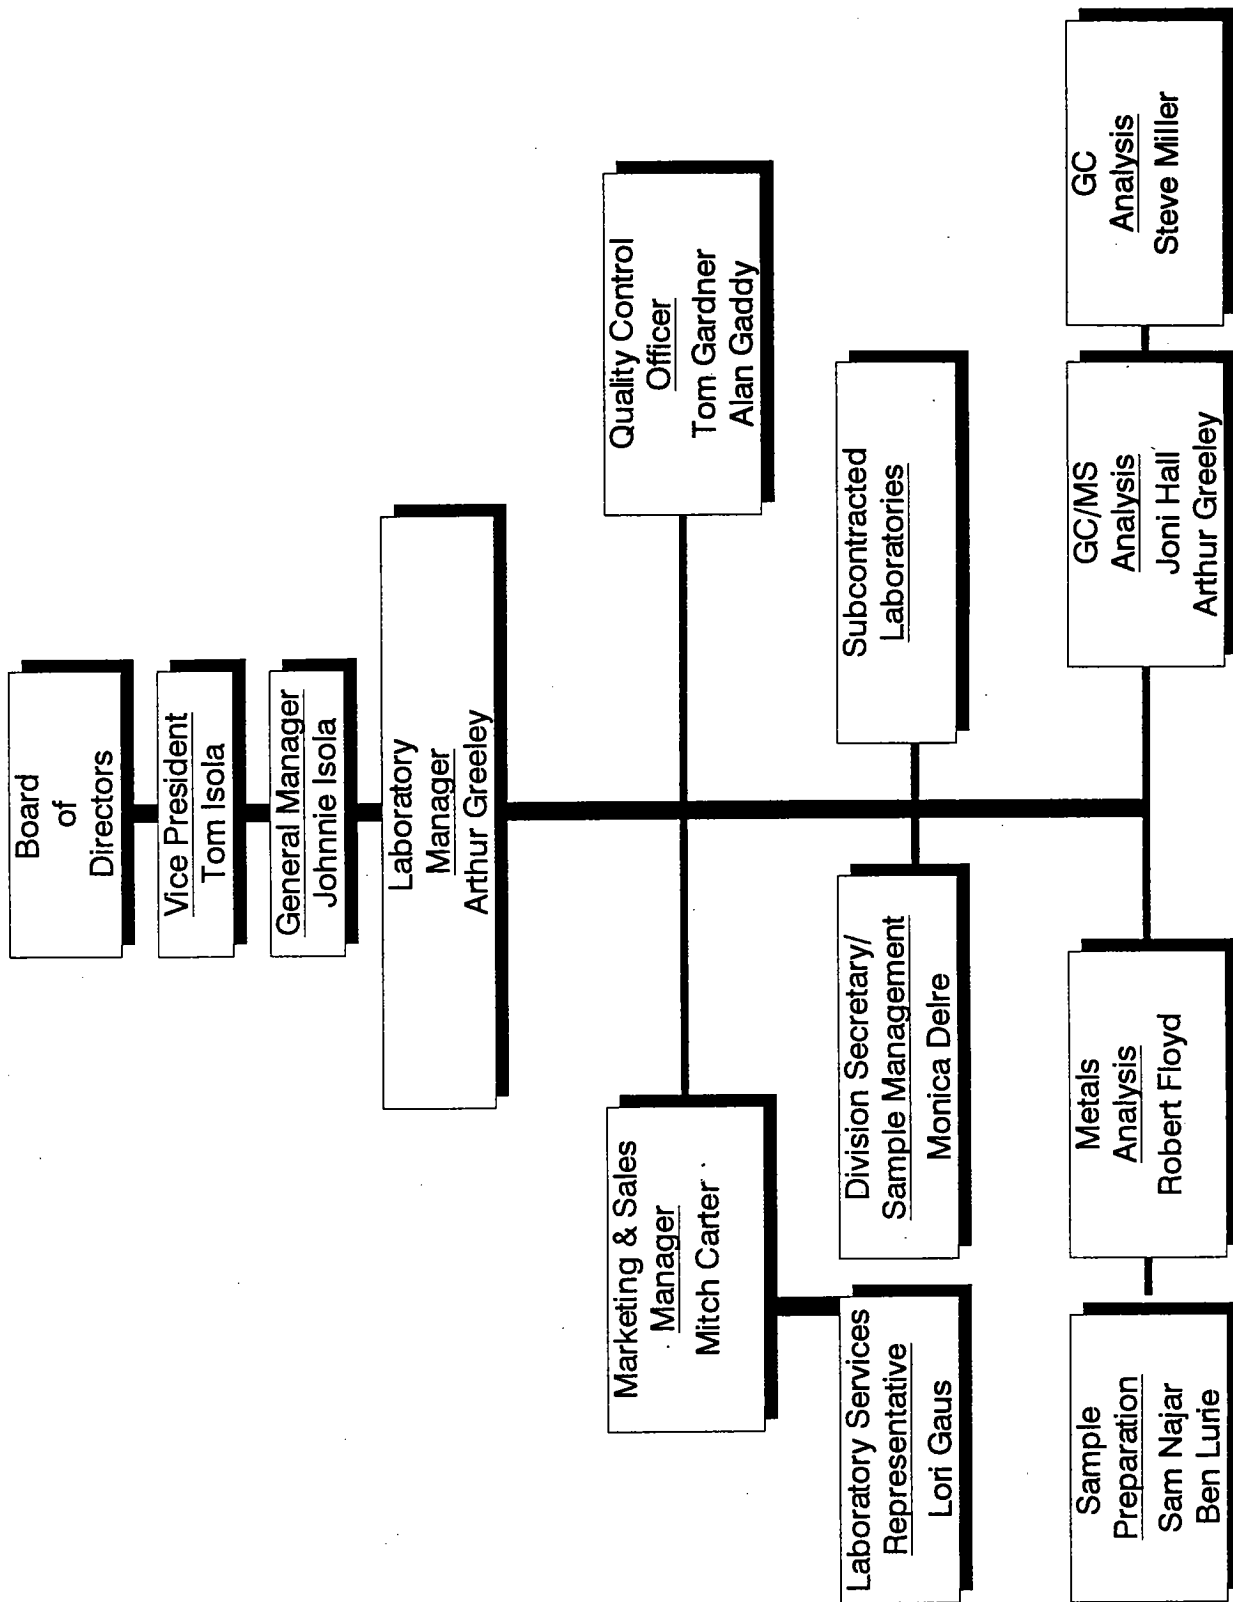 Board
of
Directors
Vice President
Tom Isola
General Manager
Johnnie Isola
Laboratory
Manager
Arthur Greeley
Marketing & Sales
Manager
Mitch Carter
Quality Control
Officer
Tom Gardner
Alan Gaddy
Laboratory Services
Representative
Lori Gaus
Division Secretary/
Sample Management
Monica Delre
Subcontracted
Laboratories
Sample
Preparation
Sam Najar
Ben Lurie
Metals
Analysis
Robert Floyd
GC/MS
Analysis
Joni Hall
Arthur Greeley
GC
Analysis
Steve Miller